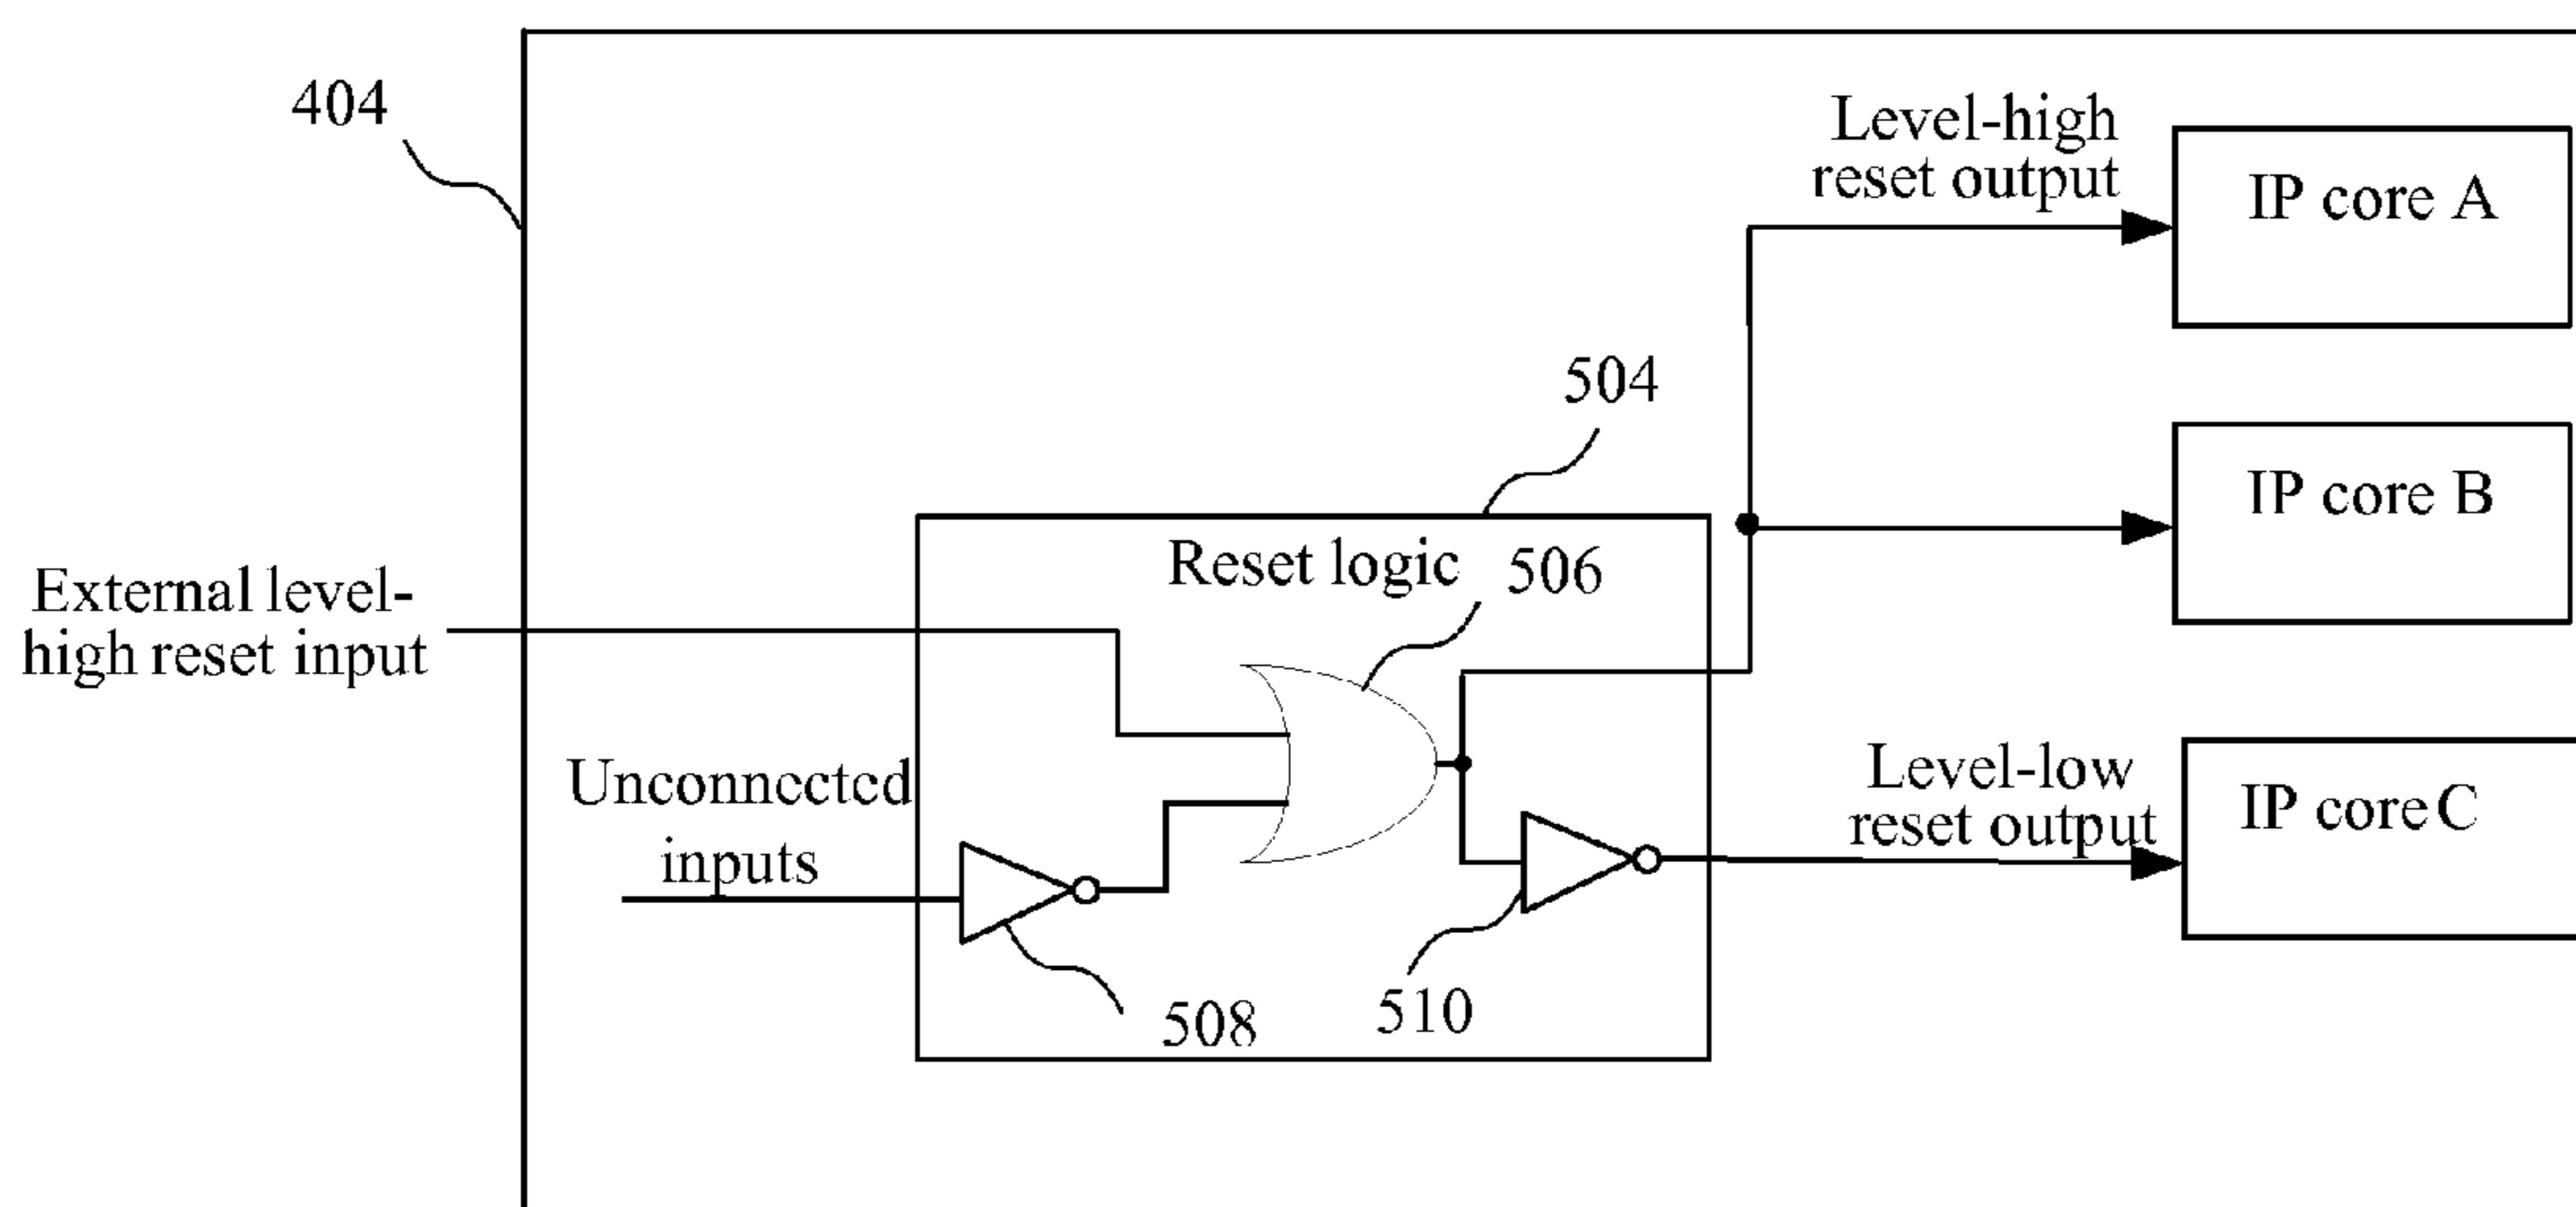 404
Level-high
reset output
IP core A
504
IP core B
Reset logic
506
External level-
high reset input
Unconnected
inputs
Level-low
reset output
IP core C
508
510